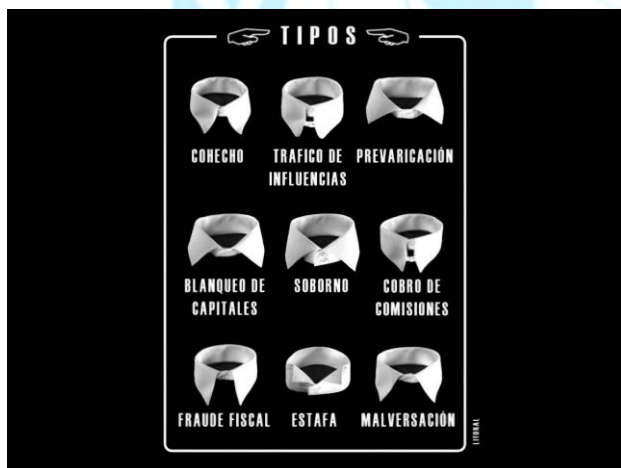 TIPOS
COHECHO
TRAFICO DE
INFLUENCIAS
PREVARICACIÓN
BLANQUEO DE
CAPITALES
SOBORNO
COBRO DE
COMISIONES
FRAUDE FISCAL
ESTAFA
MALVERSACIÓN
LITORAL